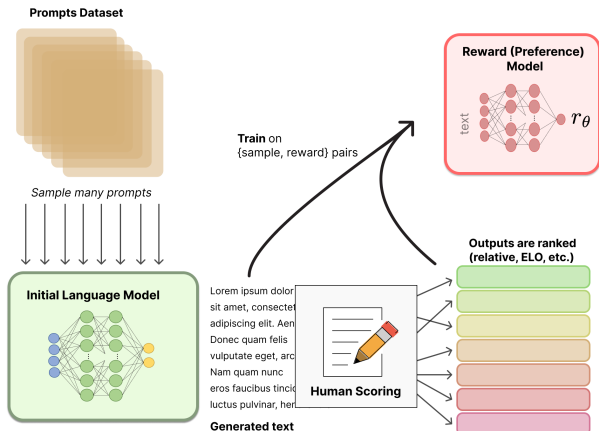 Prompts Dataset
Sample many prompts
Initial Language Model
Train on
{sample, reward} pairs
Reward (Preference)
Model
text
rθ
Lorem ipsum dolor
sit amet, consectet
adipiscing elit. Aen
Donec quam felis
vulputate eget, arc
Nam quam nunc
eros faucibus tincid
luctus pulvinar, her
Generated text
Human Scoring
Outputs are ranked
(relative, ELO, etc.)